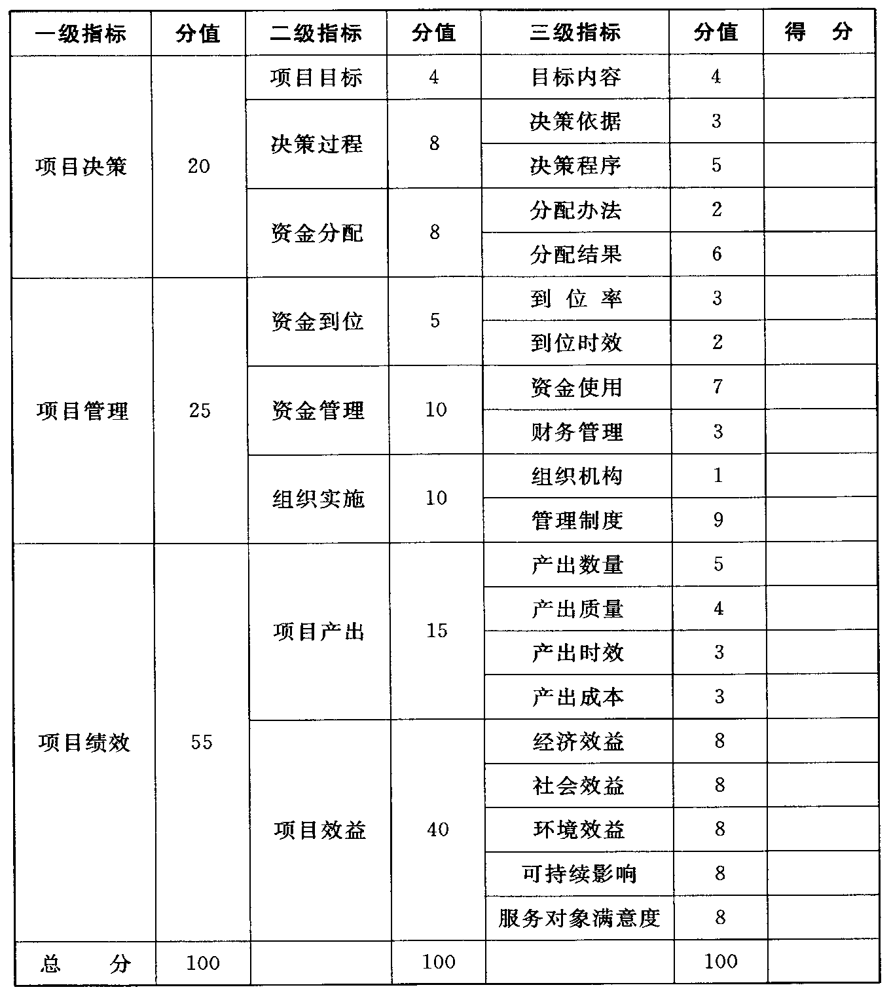 一级指标 分值 二级指标 分值 三级指标 分值 得 分
项目决策 20 项目目标 4 目标内容 4
决策过程 8 决策依据 3
决策程序 5
资金分配 8 分配办法 2
分配结果 6
项目管理 25 资金到位 5 到 位 率 3
到位时效 2
资金管理 10 资金使用 7
财务管理 3
组织实施 10 组织机构 1
管理制度 9
项目绩效 55 项目产出 15 产出数量 5
产出质量 4
产出时效 3
产出成本 3
项目效益 40 经济效益 8
社会效益 8
环境效益 8
可持续影响 8
服务对象满意度 8
总 分 100 100 100